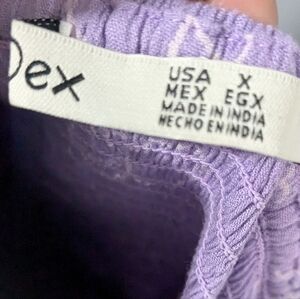 Dex
USA X
MEX EGX
MADE IN INDIA
HECHO EN INDIA